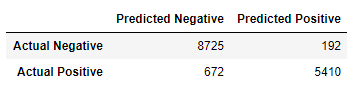 Predicted Negative Predicted Positive
Actual Negative 8725 192
Actual Positive 672 5410